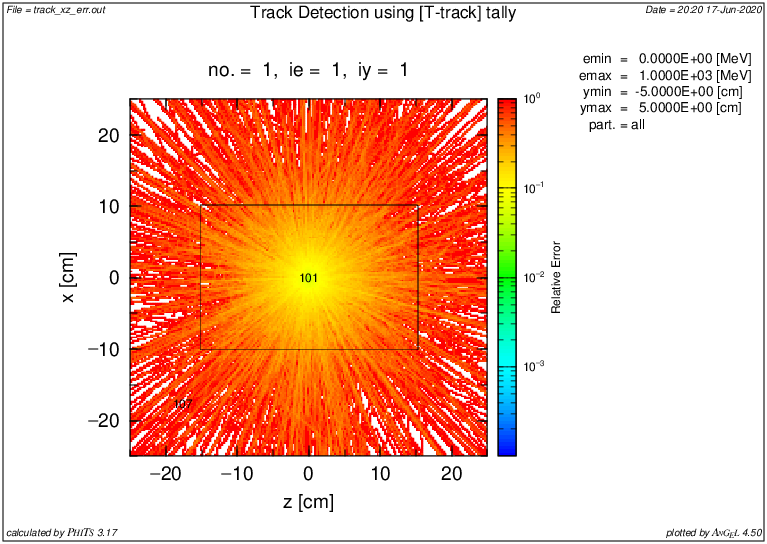 File = track_xz_err.out
Track Detection using [T-track] tally
Date = 20:20 17-Jun-2020
no. = 1, ie = 1, iy = 1
emin = 0.0000E+00 [MeV]
emax = 1.0000E+03 [MeV]
ymin = -5.0000E+00 [cm]
ymax = 5.0000E+00 [cm]
part. = all
20
10
0
−10
−20
x [cm]
101
107
−20 −10 0 10 20
z [cm]
10^0
10^−1
10^−2
10^−3
Relative Error
calculated by PHITS 3.17
plotted by ANGEL 4.50